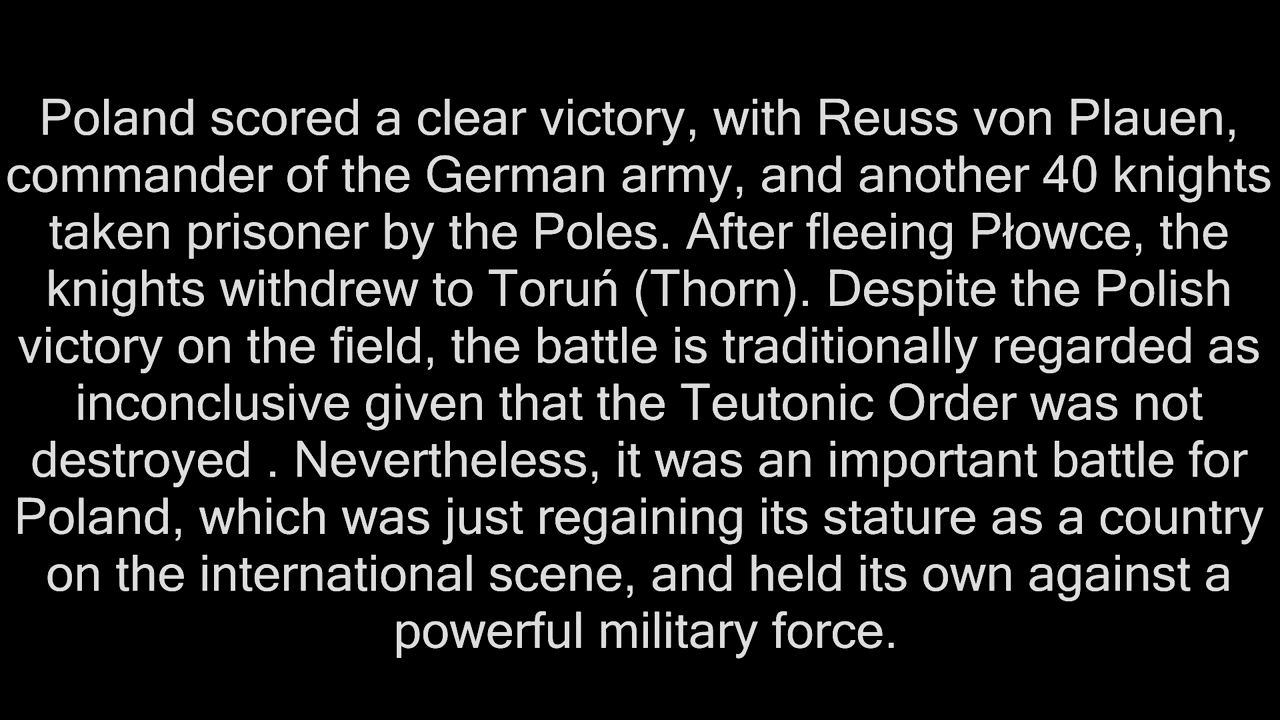 Poland scored a clear victory, with Reuss von Plauen,
commander of the German army, and another 40 knights
taken prisoner by the Poles. After fleeing Płowce, the
knights withdrew to Toruń (Thorn). Despite the Polish
victory on the field, the battle is traditionally regarded as
inconclusive given that the Teutonic Order was not
destroyed . Nevertheless, it was an important battle for
Poland, which was just regaining its stature as a country
on the international scene, and held its own against a
powerful military force.